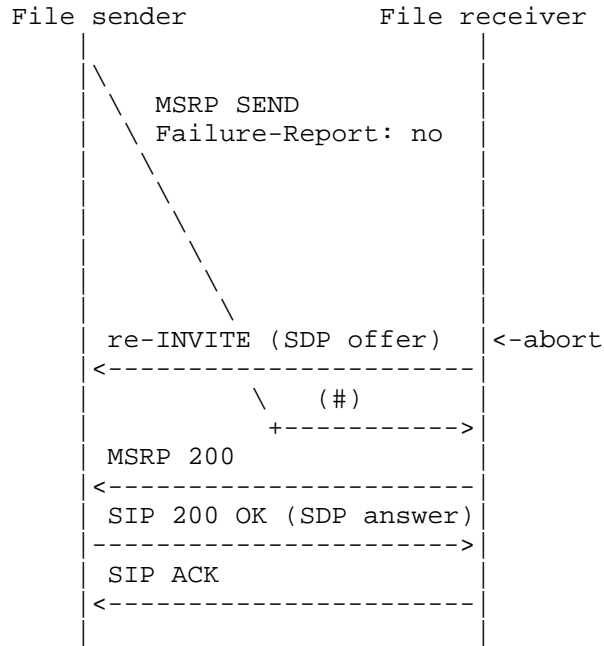 File sender File receiver
MSRP SEND
Failure-Report: no
re-INVITE (SDP offer) <-abort
(#)
MSRP 200
SIP 200 OK (SDP answer)
SIP ACK